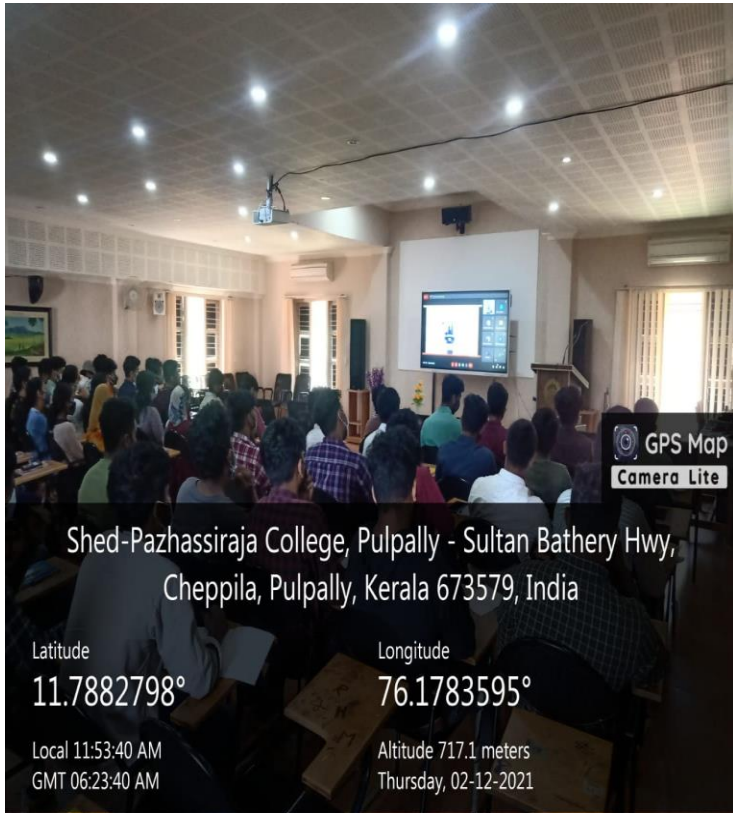 GPS Map
Camera Lite
Shed-Pazhassiraja College, Pulpally - Sultan Bathery Hwy,
Cheppila, Pulpally, Kerala 673579, India
Latitude
11.7882798°
Longitude
76.1783595°
Local 11:53:40 AM
GMT 06:23:40 AM
Altitude 717.1 meters
Thursday, 02-12-2021